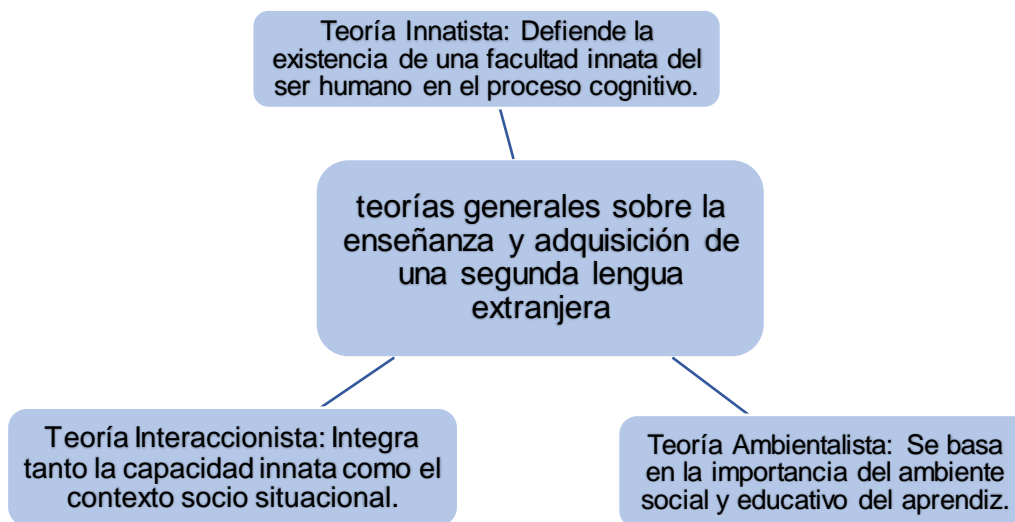 Teoría Innatista: Defiende la
existencia de una facultad innata del
ser humano en el proceso cognitivo.
teorías generales sobre la
enseñanza y adquisición de
una segunda lengua
extranjera
Teoría Interaccionista: Integra
tanto la capacidad innata como el
contexto socio situacional.
Teoría Ambientalista: Se basa
en la importancia del ambiente
social y educativo del aprendiz.